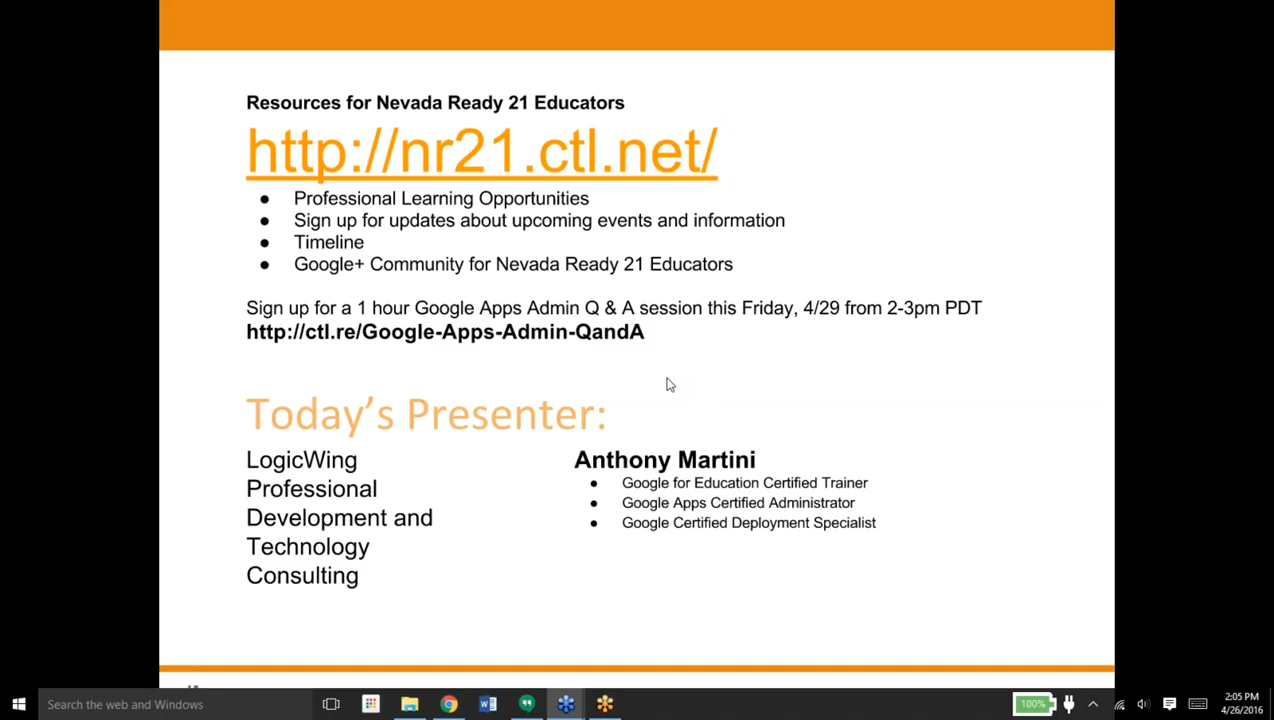 Resources for Nevada Ready 21 Educators
http://nr21.ctl.net/
● Professional Learning Opportunities
● Sign up for updates about upcoming events and information
● Timeline
● Google+ Community for Nevada Ready 21 Educators
Sign up for a 1 hour Google Apps Admin Q & A session this Friday, 4/29 from 2-3pm PDT
http://ctl.re/Google-Apps-Admin-QandA
Today's Presenter:
LogicWing
Professional
Development and
Technology
Consulting
Anthony Martini
● Google for Education Certified Trainer
● Google Apps Certified Administrator
● Google Certified Deployment Specialist
Search the web and Windows
100%
2:05 PM
4/26/2016